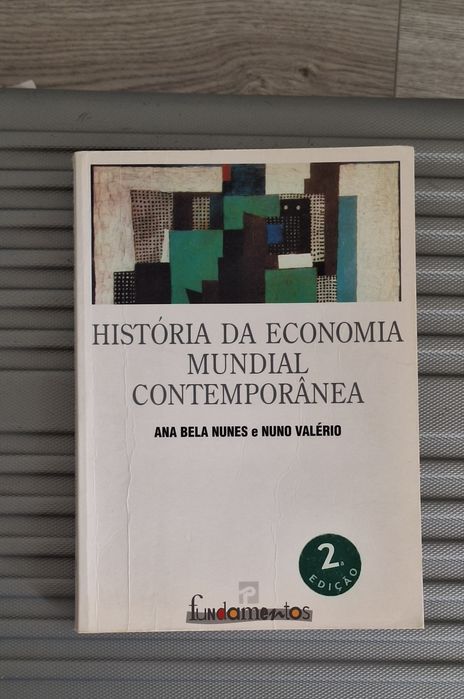 HISTÓRIA DA ECONOMIA
MUNDIAL
CONTEMPORÂNEA
ANA BELA NUNES e NUNO VALÉRIO
2.ª
EDIÇÃO
P
fundamentos